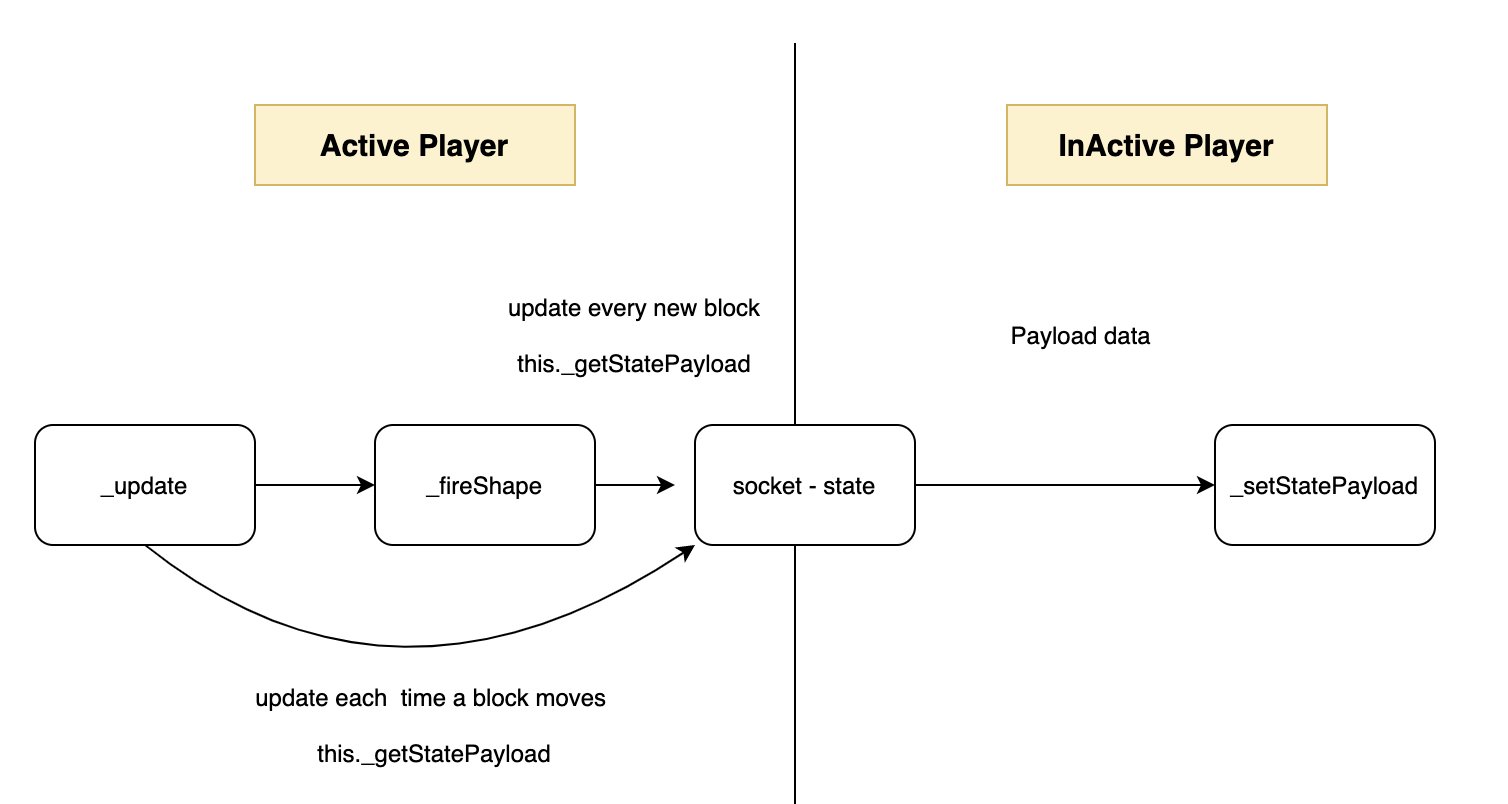 Active Player
InActive Player
update every new block
this._getStatePayload
Payload data
_update
_fireShape
socket - state
_setStatePayload
update each  time a block moves
this._getStatePayload